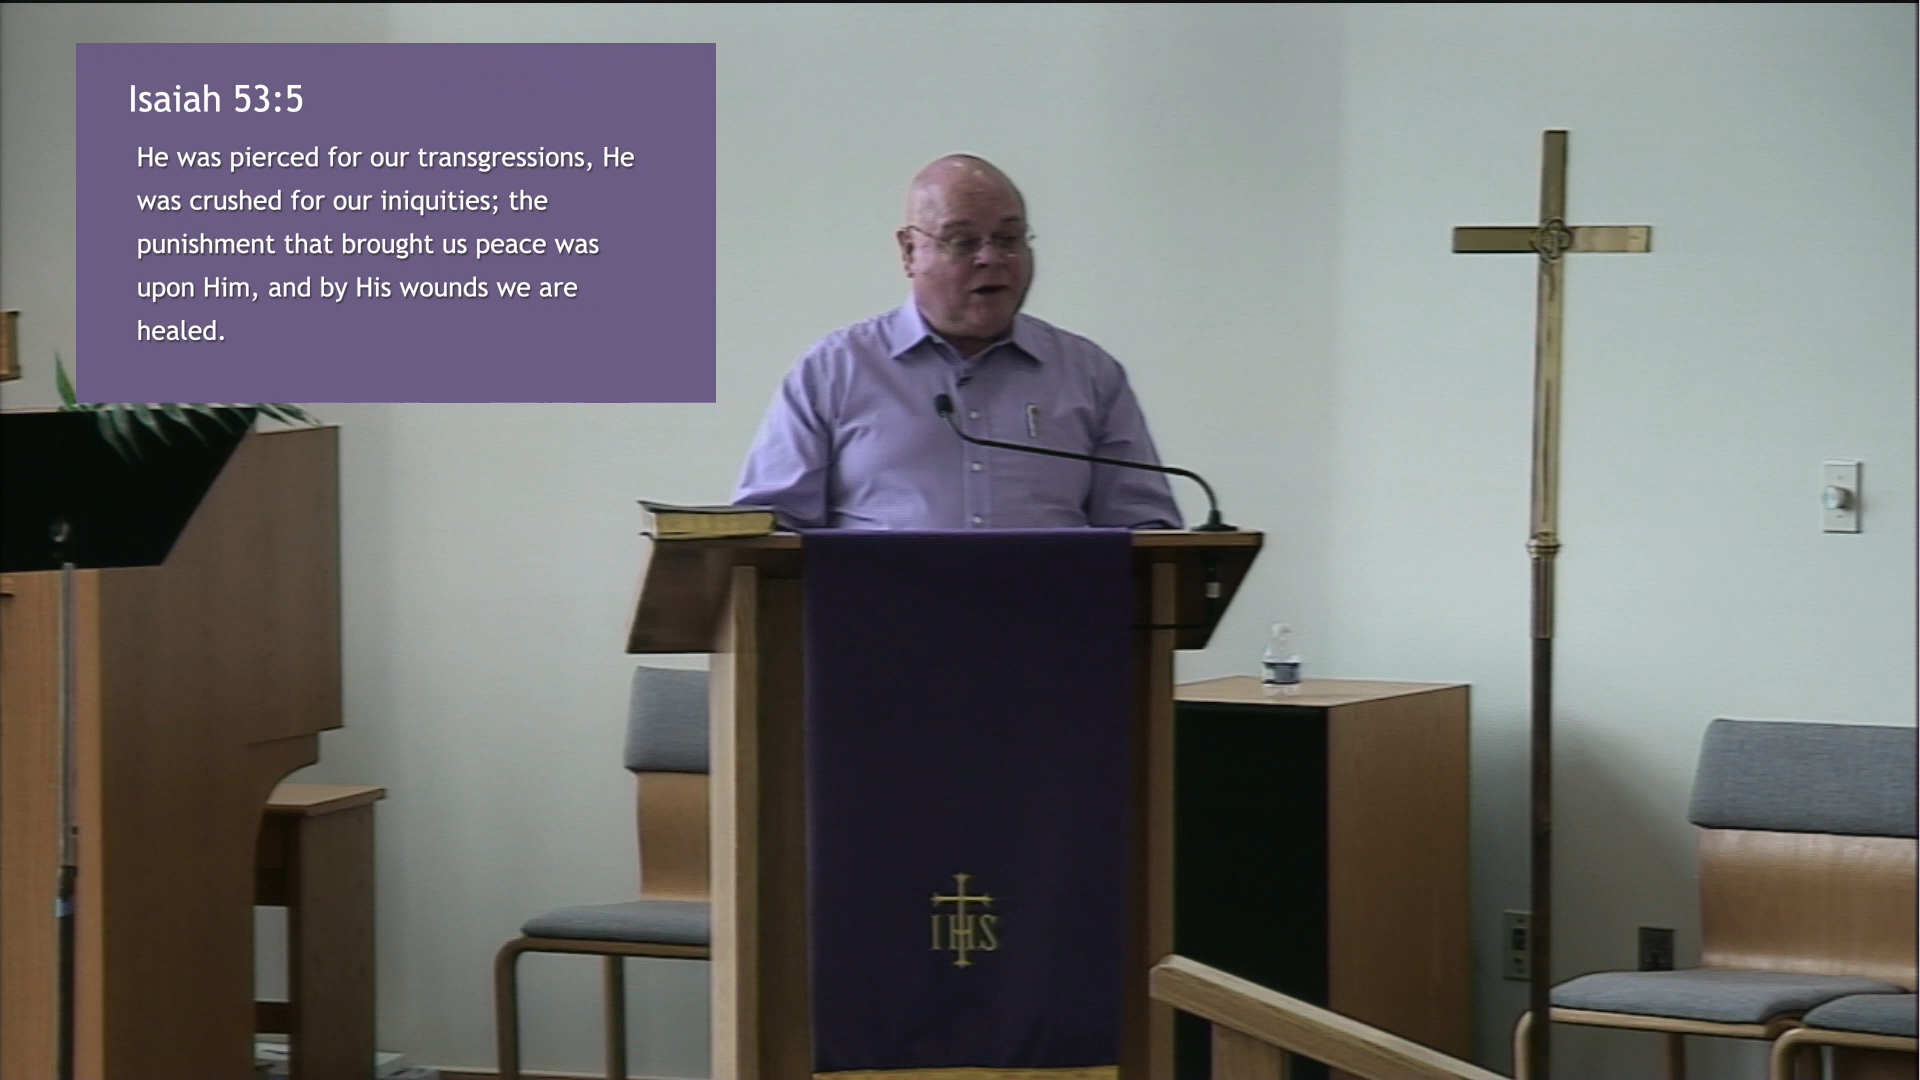 Isaiah 53:5
He was pierced for our transgressions, He
was crushed for our iniquities; the
punishment that brought us peace was
upon Him, and by His wounds we are
healed.
IHS